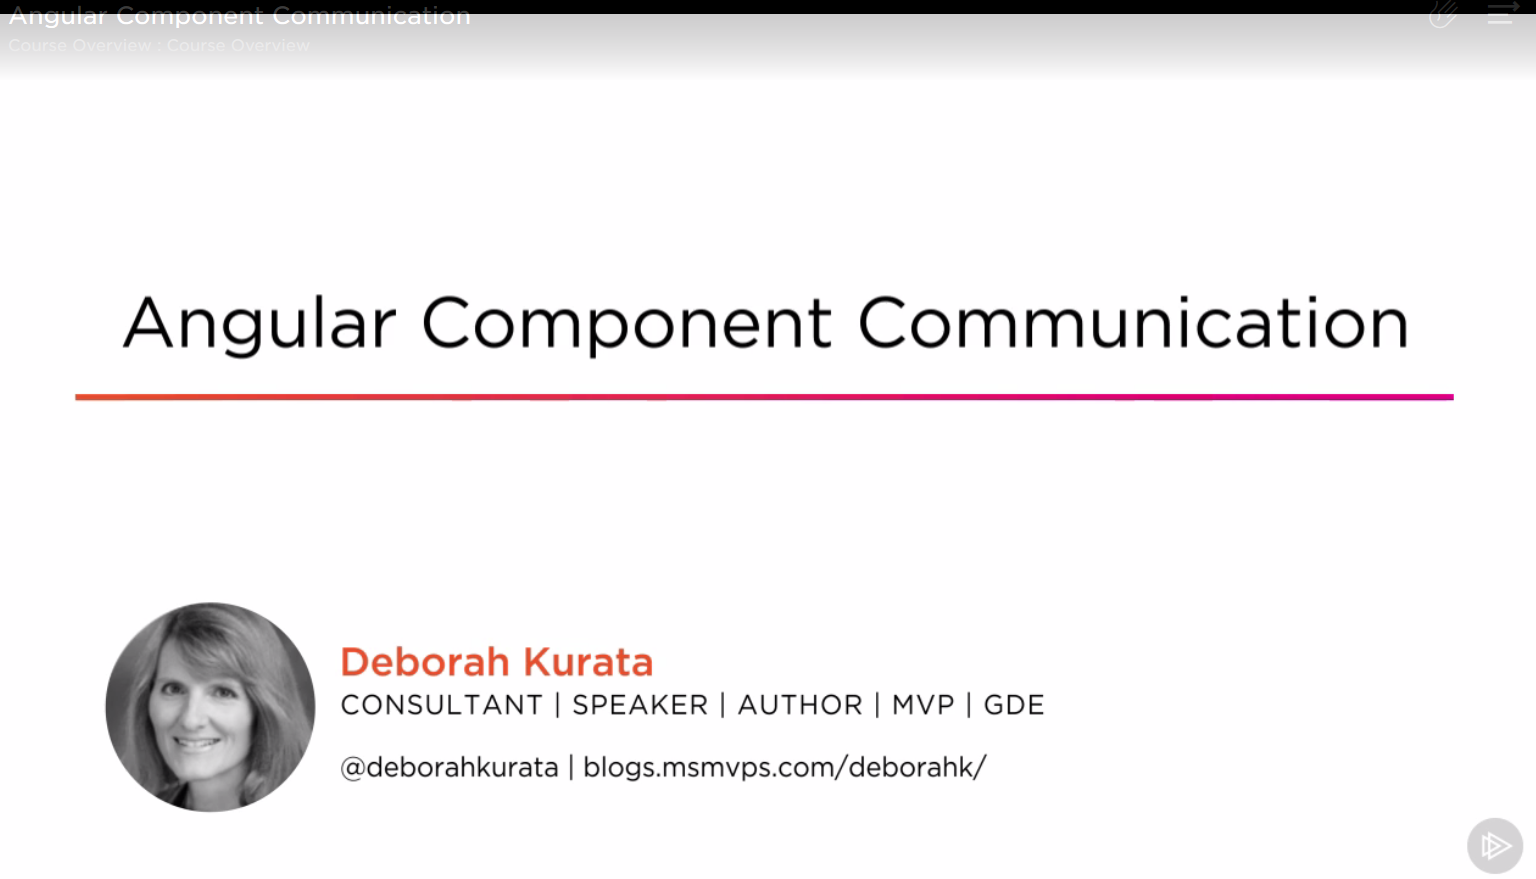 Angular Component Communication
Course Overview : Course Overview
Angular Component Communication
Deborah Kurata
CONSULTANT | SPEAKER | AUTHOR | MVP | GDE
@deborahkurata | blogs.msmvps.com/deborahk/